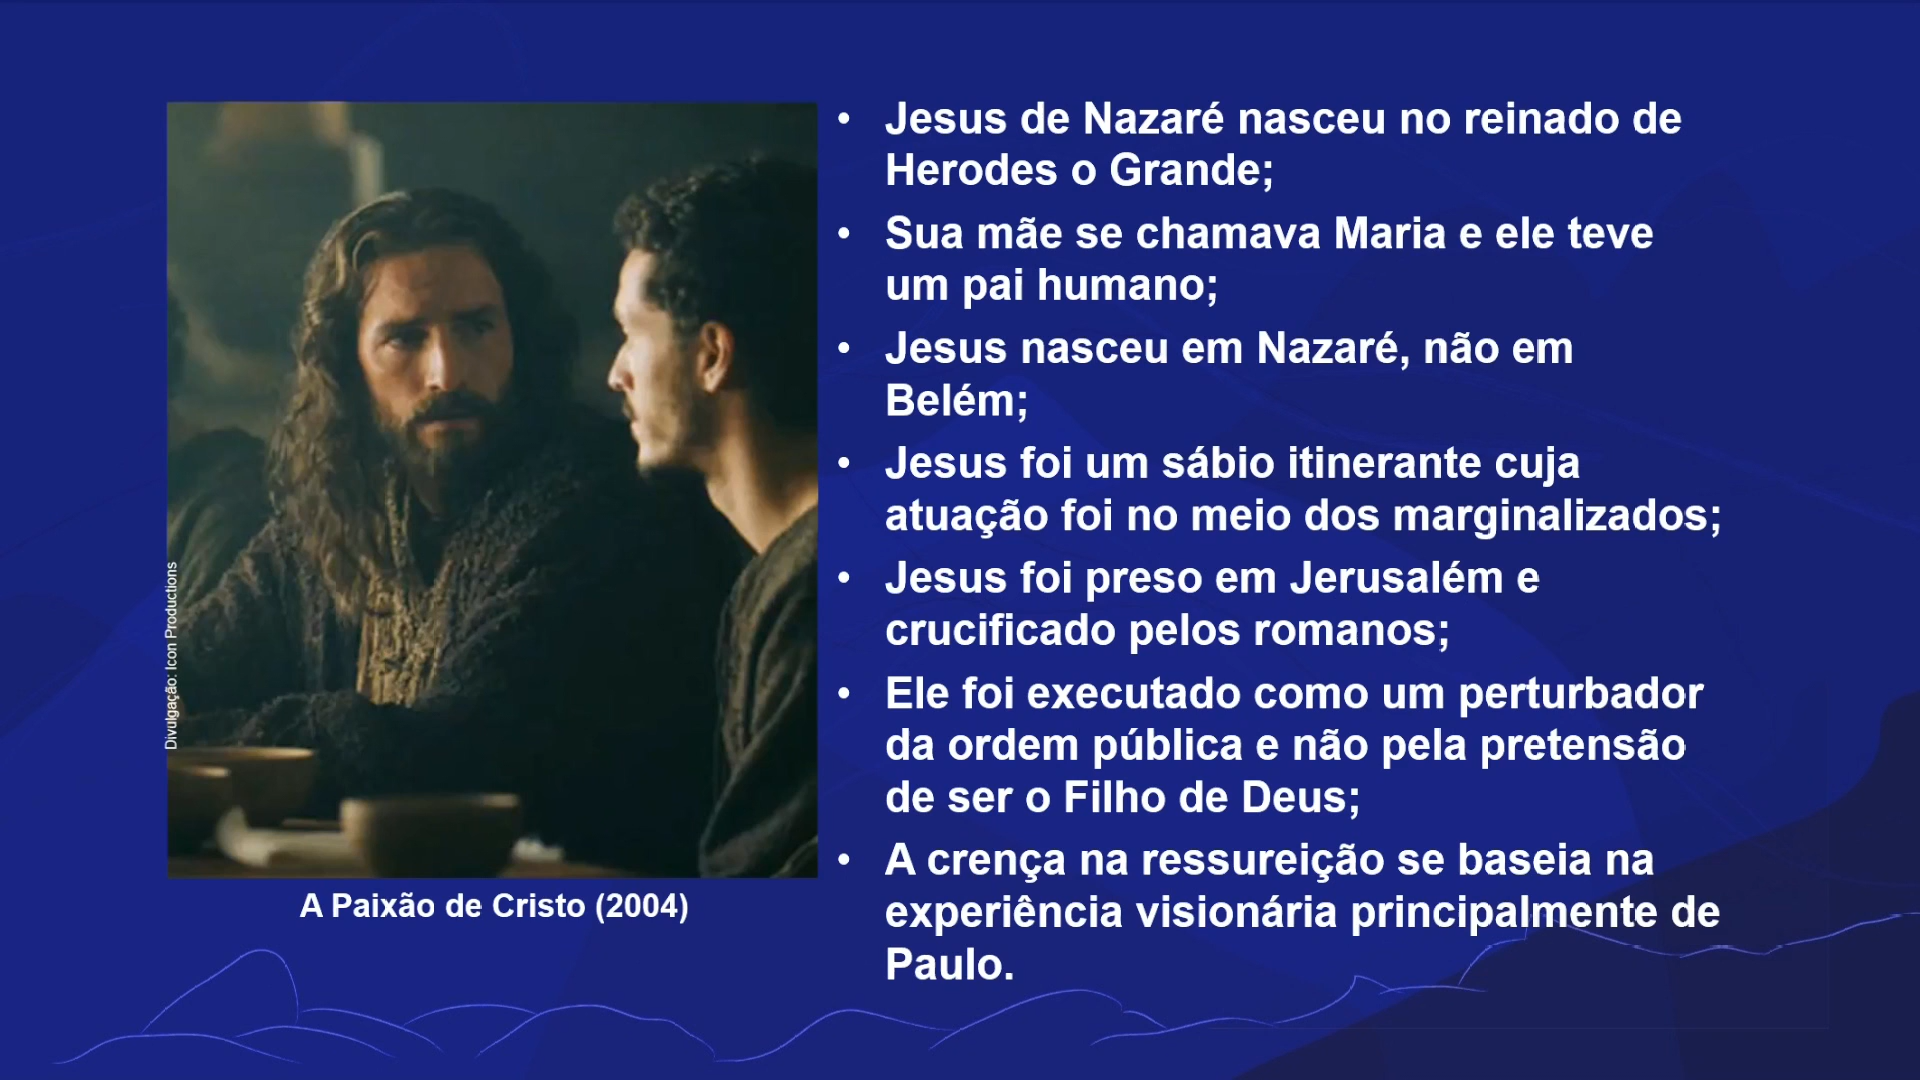 Divulgação: Icon Productions
A Paixão de Cristo (2004)
• Jesus de Nazaré nasceu no reinado de
Herodes o Grande;
• Sua mãe se chamava Maria e ele teve
um pai humano;
• Jesus nasceu em Nazaré, não em
Belém;
• Jesus foi um sábio itinerante cuja
atuação foi no meio dos marginalizados;
• Jesus foi preso em Jerusalém e
crucificado pelos romanos;
• Ele foi executado como um perturbador
da ordem pública e não pela pretensão
de ser o Filho de Deus;
• A crença na ressureição se baseia na
experiência visionária principalmente de
Paulo.